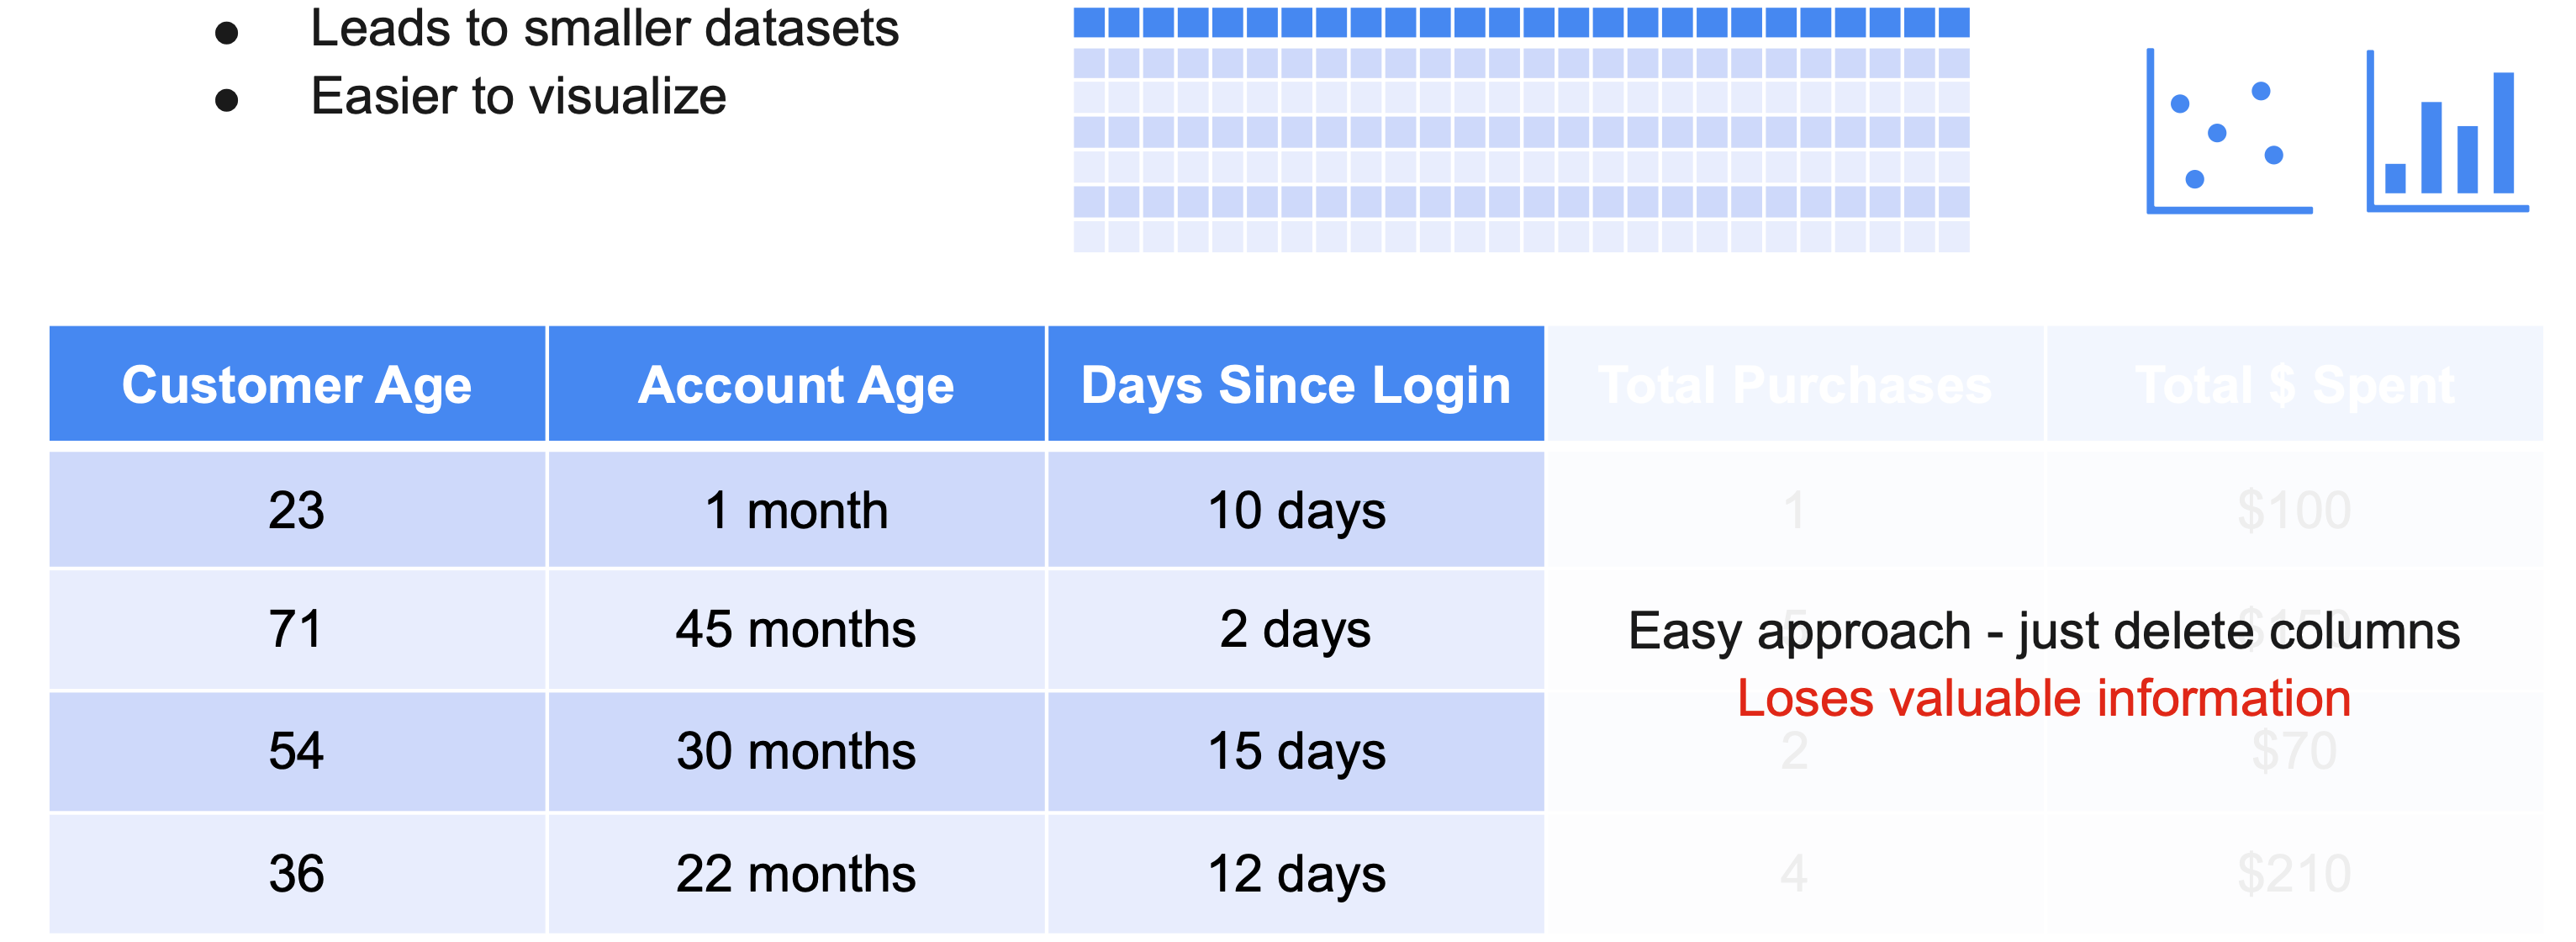 ● Leads to smaller datasets
● Easier to visualize
Customer Age Account Age Days Since Login Total Purchases Total $ Spent
23 1 month 10 days 1 $100
71 45 months 2 days
Easy approach - just delete columns
Loses valuable information
54 30 months 15 days 2 $70
36 22 months 12 days 4 $210